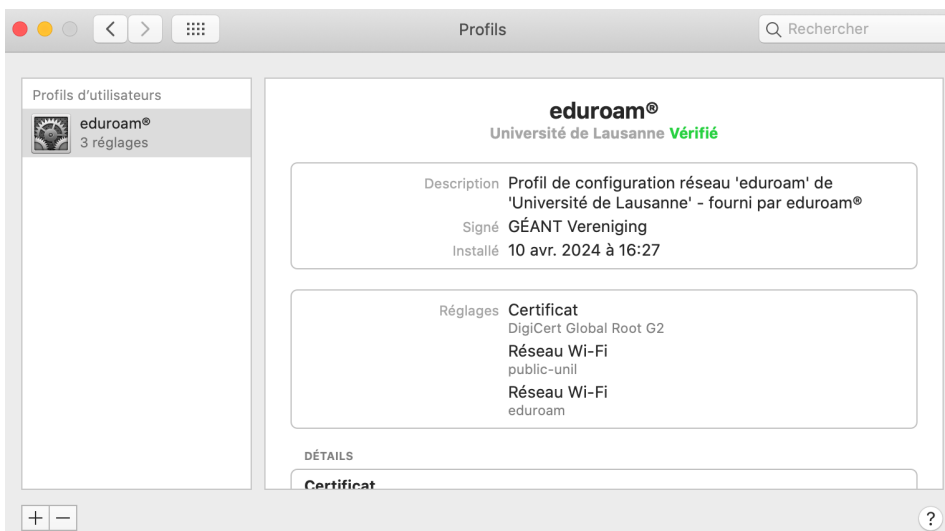 Profils
Rechercher
Profils d'utilisateurs
eduroam®
3 réglages
eduroam®
Université de Lausanne Vérifié
Description Profil de configuration réseau 'eduroam' de
'Université de Lausanne' - fourni par eduroam®
Signé GÉANT Vereniging
Installé 10 avr. 2024 à 16:27
Réglages Certificat
DigiCert Global Root G2
Réseau Wi-Fi
public-unil
Réseau Wi-Fi
eduroam
DÉTAILS
Certificat
+ −
?